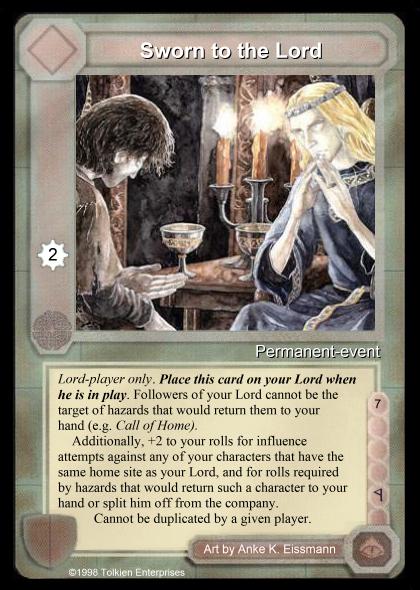 Sworn to the Lord
2
Permanent-event
Lord-player only. Place this card on your Lord when
he is in play. Followers of your Lord cannot be the
target of hazards that would return them to your
hand (e.g. Call of Home).
Additionally, +2 to your rolls for influence
attempts against any of your characters that have the
same home site as your Lord, and for rolls required
by hazards that would return such a character to your
hand or split him off from the company.
Cannot be duplicated by a given player.
7
Art by Anke K. Eissmann
©1998 Tolkien Enterprises